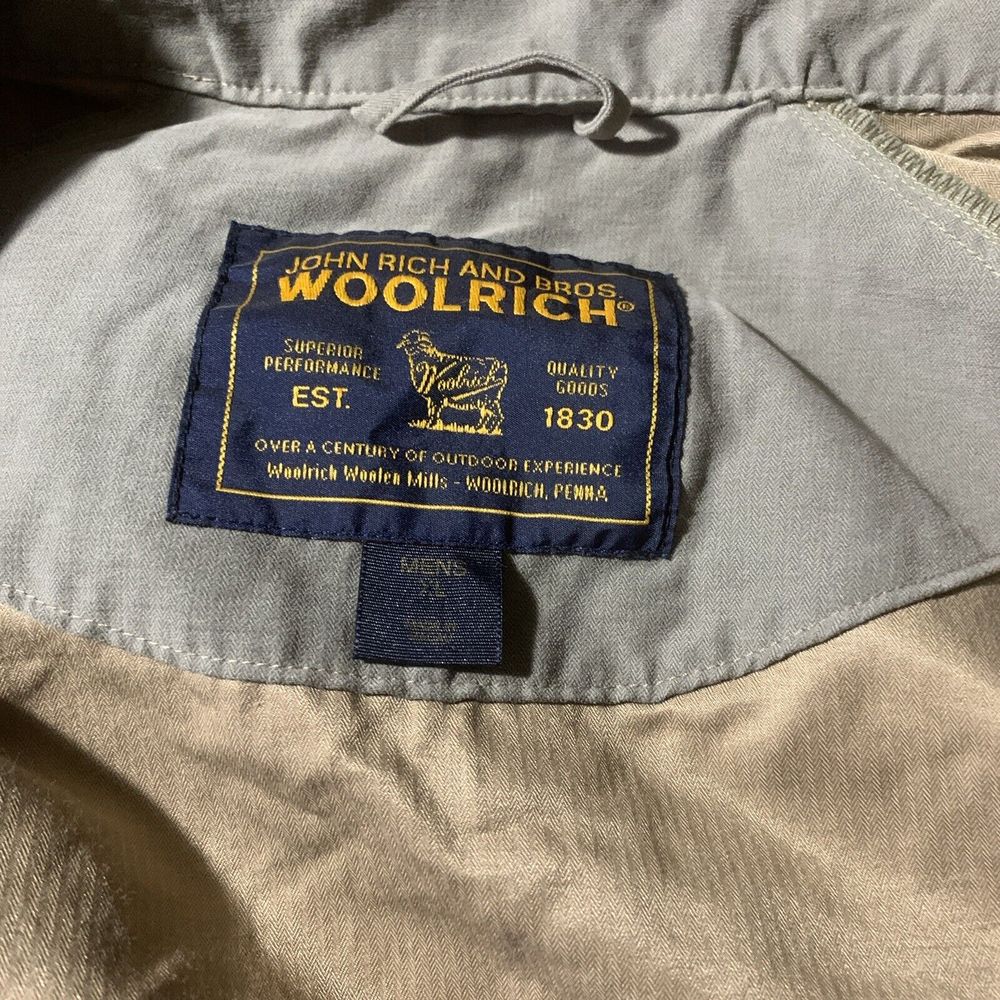 JOHN RICH AND BROS.
WOOLRICH®
SUPERIOR
PERFORMANCE
EST.
Woolrich
QUALITY
GOODS
1830
OVER A CENTURY OF OUTDOOR EXPERIENCE
Woolrich Woolen Mills - WOOLRICH, PENNA
MENS